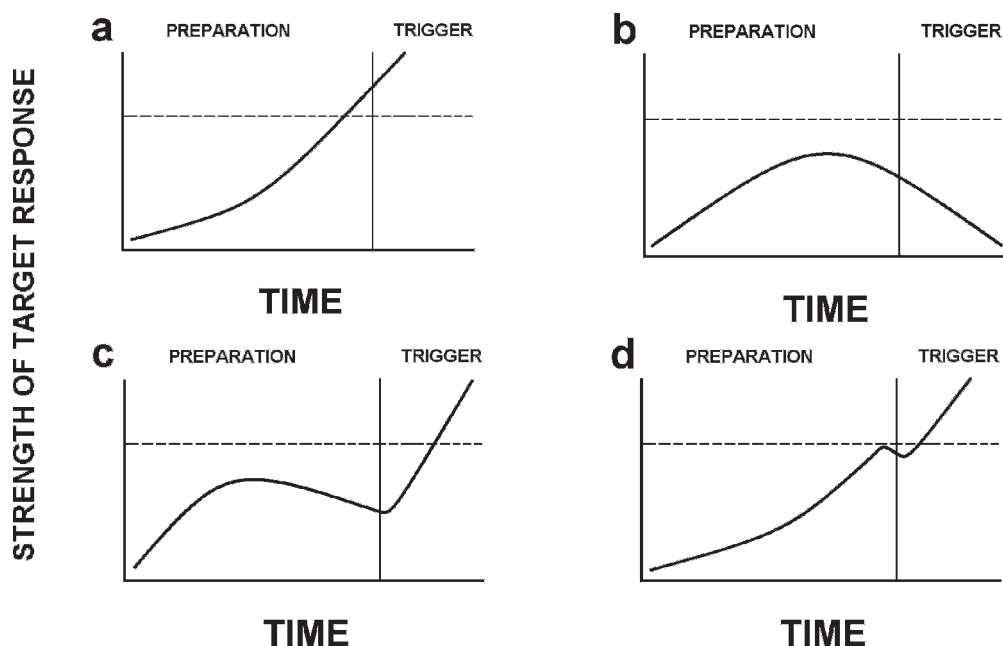 STRENGTH OF TARGET RESPONSE
a
PREPARATION
TRIGGER
TIME
b
PREPARATION
TRIGGER
TIME
c
PREPARATION
TRIGGER
TIME
d
PREPARATION
TRIGGER
TIME